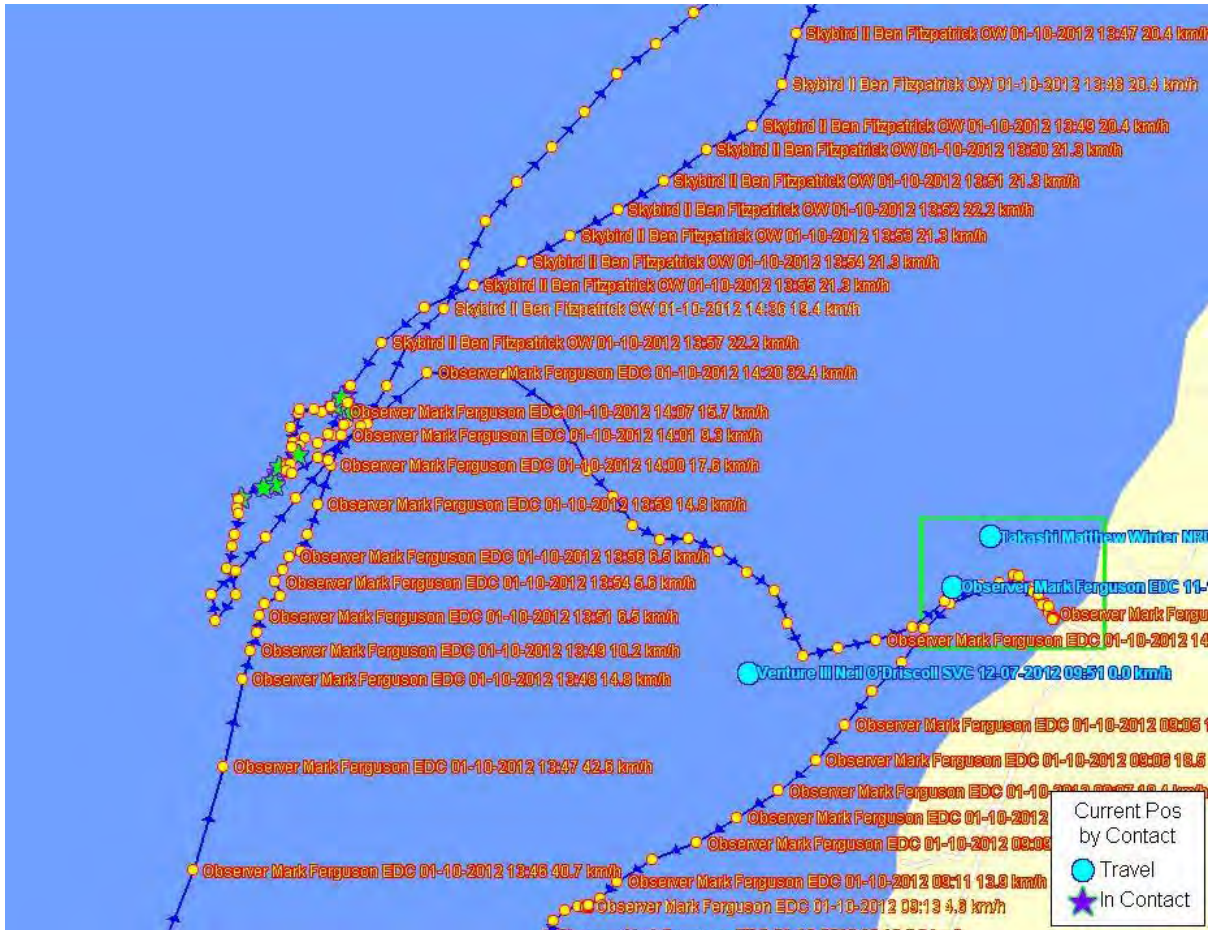 Skybird II Ben Fitzpatrick OW 01-10-2012 13:47 20.4 km/h
Skybird II Ben Fitzpatrick OW 01-10-2012 13:48 20.4 km/h
Skybird II Ben Fitzpatrick OW 01-10-2012 13:49 20.4 km/h
Skybird II Ben Fitzpatrick OW 01-10-2012 13:50 21.3 km/h
Skybird II Ben Fitzpatrick OW 01-10-2012 13:51 21.3 km/h
Skybird II Ben Fitzpatrick OW 01-10-2012 13:52 22.2 km/h
Skybird II Ben Fitzpatrick OW 01-10-2012 13:53 21.3 km/h
Skybird II Ben Fitzpatrick OW 01-10-2012 13:54 21.3 km/h
Skybird II Ben Fitzpatrick OW 01-10-2012 13:55 21.3 km/h
Skybird II Ben Fitzpatrick OW 01-10-2012 14:36 19.4 km/h
Skybird II Ben Fitzpatrick OW 01-10-2012 13:57 22.2 km/h
Observer Mark Ferguson EDC 01-10-2012 14:20 32.4 km/h
Observer Mark Ferguson EDC 01-10-2012 14:07 15.7 km/h
Observer Mark Ferguson EDC 01-10-2012 14:01 9.3 km/h
Observer Mark Ferguson EDC 01-10-2012 14:00 17.6 km/h
Observer Mark Ferguson EDC 01-10-2012 13:59 14.8 km/h
Takashi Matthew Winter
Observer Mark Ferguson EDC 01-10-2012 13:56 6.5 km/h
Observer Mark Ferguson EDC 01-10-2012 13:54 5.6 km/h
Observer Mark Ferguson EDC 11-
Observer Mark Fergu
Observer Mark Ferguson EDC 01-10-2012 13:51 6.5 km/h
Observer Mark Ferguson EDC 01-10-2012 14
Observer Mark Ferguson EDC 01-10-2012 13:49 10.2 km/h
Venture III Neil O'Driscoll SVC 12-07-2012 09:51 0.0 km/h
Observer Mark Ferguson EDC 01-10-2012 13:48 14.8 km/h
Observer Mark Ferguson EDC 01-10-2012 09:05 1
Observer Mark Ferguson EDC 01-10-2012 13:47 42.6 km/h
Observer Mark Ferguson EDC 01-10-2012 09:06 18.5
Observer Mark Ferguson EDC 01-10-2012 09:07 km/h
Observer Mark Ferguson EDC 01-10-2012
Observer Mark Ferguson EDC 01-10-2012 09:09
Observer Mark Ferguson EDC 01-10-2012 13:46 40.7 km/h
Observer Mark Ferguson EDC 01-10-2012 09:11 13.9 km/h
Observer Mark Ferguson EDC 01-10-2012 09:13 4.8 km/h
Current Pos
by Contact
Travel
In Contact